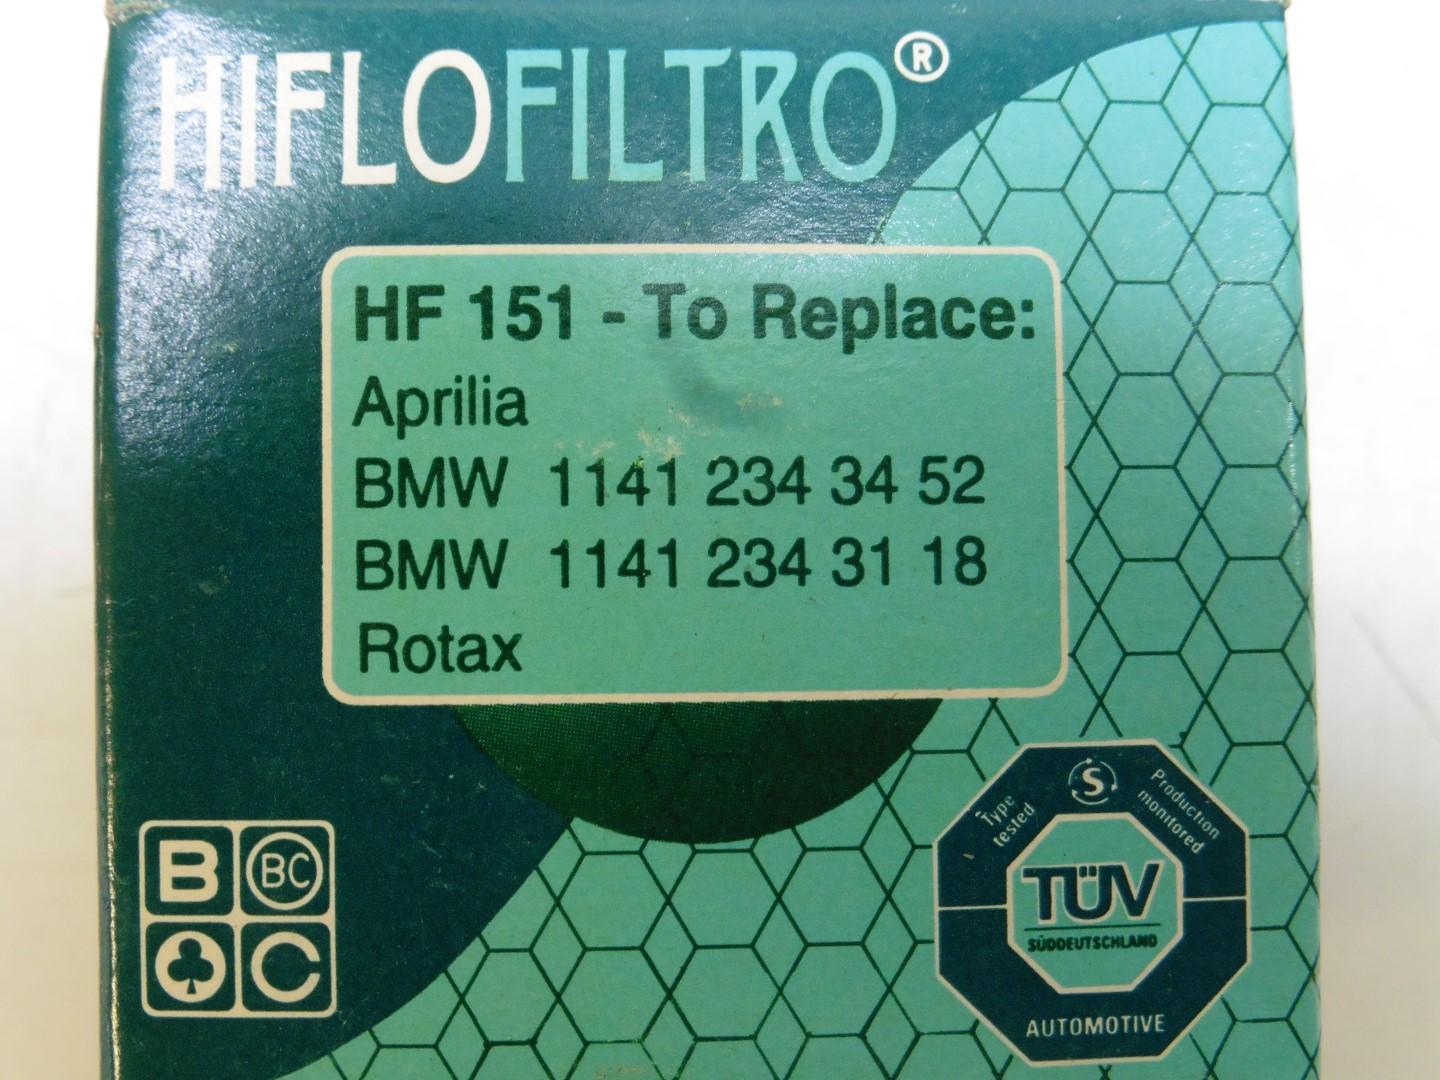 HIFLOFILTRO®
HF 151 - To Replace:
Aprilia
BMW 1141 234 34 52
BMW 1141 234 31 18
Rotax
B BC
C
S
Type tested
Production monitored
TÜV
SÜDDEUTSCHLAND
AUTOMOTIVE